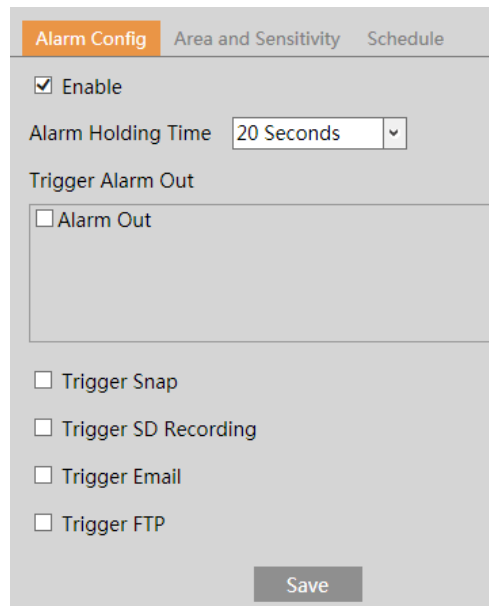 Alarm Config Area and Sensitivity Schedule
Enable
Alarm Holding Time 20 Seconds
Trigger Alarm Out
Alarm Out
Trigger Snap
Trigger SD Recording
Trigger Email
Trigger FTP
Save